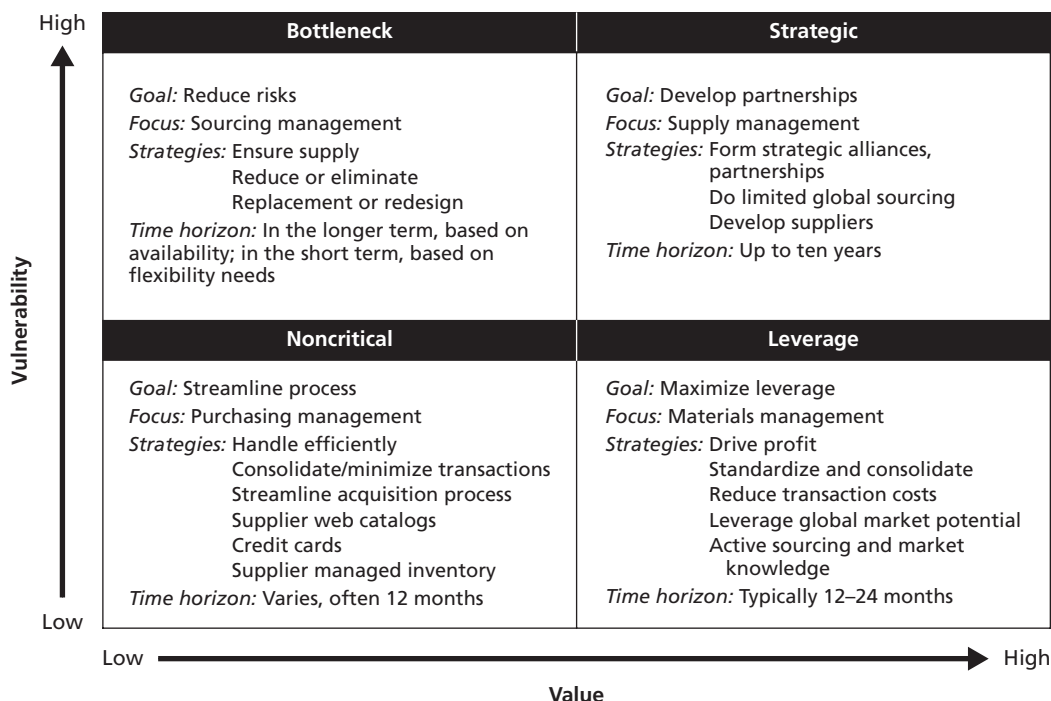 High
Vulnerability
Low
Bottleneck
Goal: Reduce risks
Focus: Sourcing management
Strategies: Ensure supply
Reduce or eliminate
Replacement or redesign
Time horizon: In the longer term, based on
availability; in the short term, based on
flexibility needs
Strategic
Goal: Develop partnerships
Focus: Supply management
Strategies: Form strategic alliances,
partnerships
Do limited global sourcing
Develop suppliers
Time horizon: Up to ten years
Noncritical
Goal: Streamline process
Focus: Purchasing management
Strategies: Handle efficiently
Consolidate/minimize transactions
Streamline acquisition process
Supplier web catalogs
Credit cards
Supplier managed inventory
Time horizon: Varies, often 12 months
Leverage
Goal: Maximize leverage
Focus: Materials management
Strategies: Drive profit
Standardize and consolidate
Reduce transaction costs
Leverage global market potential
Active sourcing and market
knowledge
Time horizon: Typically 12–24 months
Low
High
Value